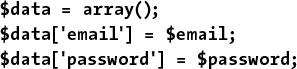 $data = array();
$data['email'] = $email;
$data['password'] = $password;